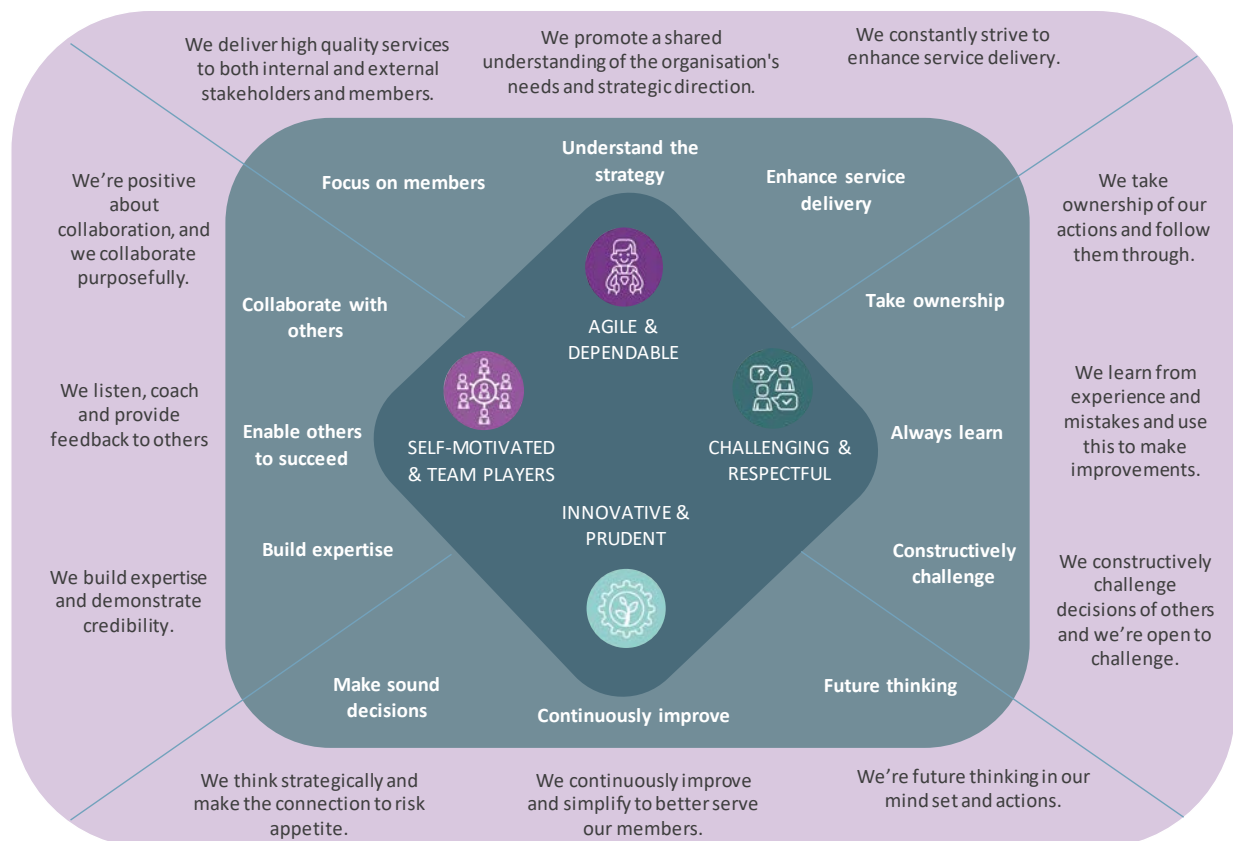 We deliver high quality services
to both internal and external
stakeholders and members.
We promote a shared
understanding of the organisation's
needs and strategic direction.
We constantly strive to
enhance service delivery.
Focus on members
Understand the
strategy
Enhance service
delivery
We're positive
about
collaboration, and
we collaborate
purposefully.
We listen, coach
and provide
feedback to others
We build expertise
and demonstrate
credibility.
Collaborate with
others
Enable others
to succeed
Build expertise
AGILE &
DEPENDABLE
SELF-MOTIVATED
& TEAM PLAYERS
CHALLENGING &
RESPECTFUL
INNOVATIVE &
PRUDENT
Take ownership
Always learn
Constructively
challenge
We take
ownership of our
actions and follow
them through.
We learn from
experience and
mistakes and use
this to make
improvements.
We constructively
challenge
decisions of others
and we're open to
challenge.
Make sound
decisions
Continuously improve
Future thinking
We think strategically and
make the connection to risk
appetite.
We continuously improve
and simplify to better serve
our members.
We're future thinking in our
mind set and actions.